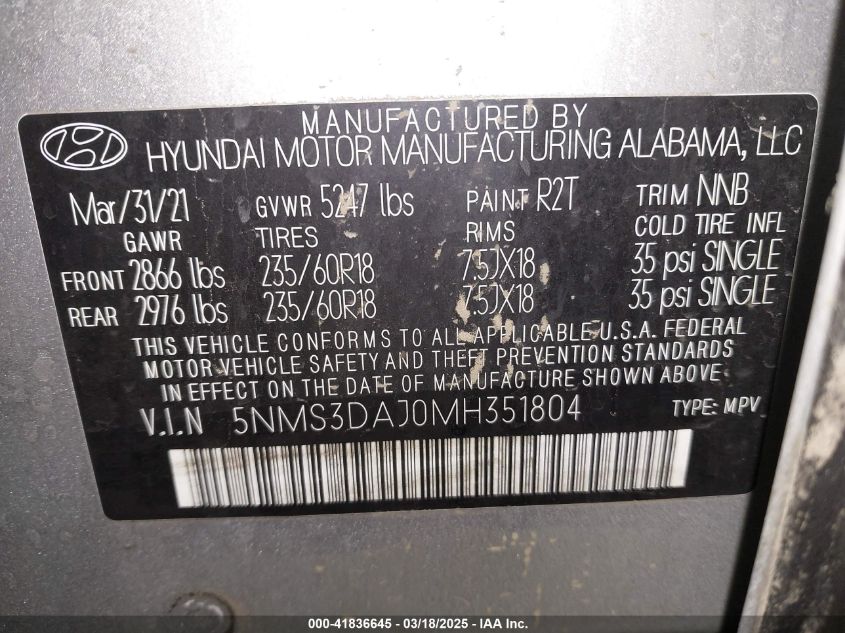 MANUFACTURED BY
HYUNDAI MOTOR MANUFACTURING ALABAMA, LLC
Mar/31/21 GVWR 5247 lbs PAINT R2T TRIM NNB
GAWR TIRES RIMS COLD TIRE INFL
FRONT 2866 lbs 235/60R18 7.5JX18 35 psi SINGLE
REAR 2976 lbs 235/60R18 7.5JX18 35 psi SINGLE
THIS VEHICLE CONFORMS TO ALL APPLICABLE U.S.A. FEDERAL
MOTOR VEHICLE SAFETY AND THEFT PREVENTION STANDARDS
IN EFFECT ON THE DATE OF MANUFACTURE SHOWN ABOVE
V.I.N 5NMS3DAJ0MH351804 TYPE: MPV
000-41836645 - 03/18/2025 - IAA Inc.